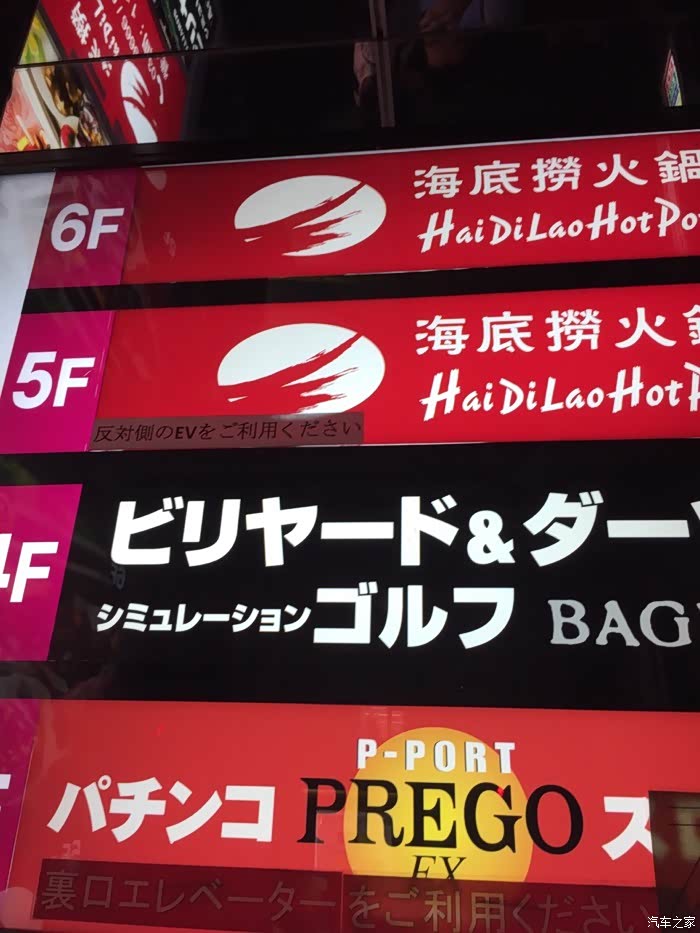 6F
海底撈火鍋
HaiDiLaoHotPo
5F
海底撈火鍋
HaiDiLaoHotPo
反対側のEVをご利用ください
4F
ビリヤード&ダー
シミュレーション ゴルフ BAG
P-PORT
パチンコ PREGO ス
EX
裏口エレベーターをご利用ください
汽车之家